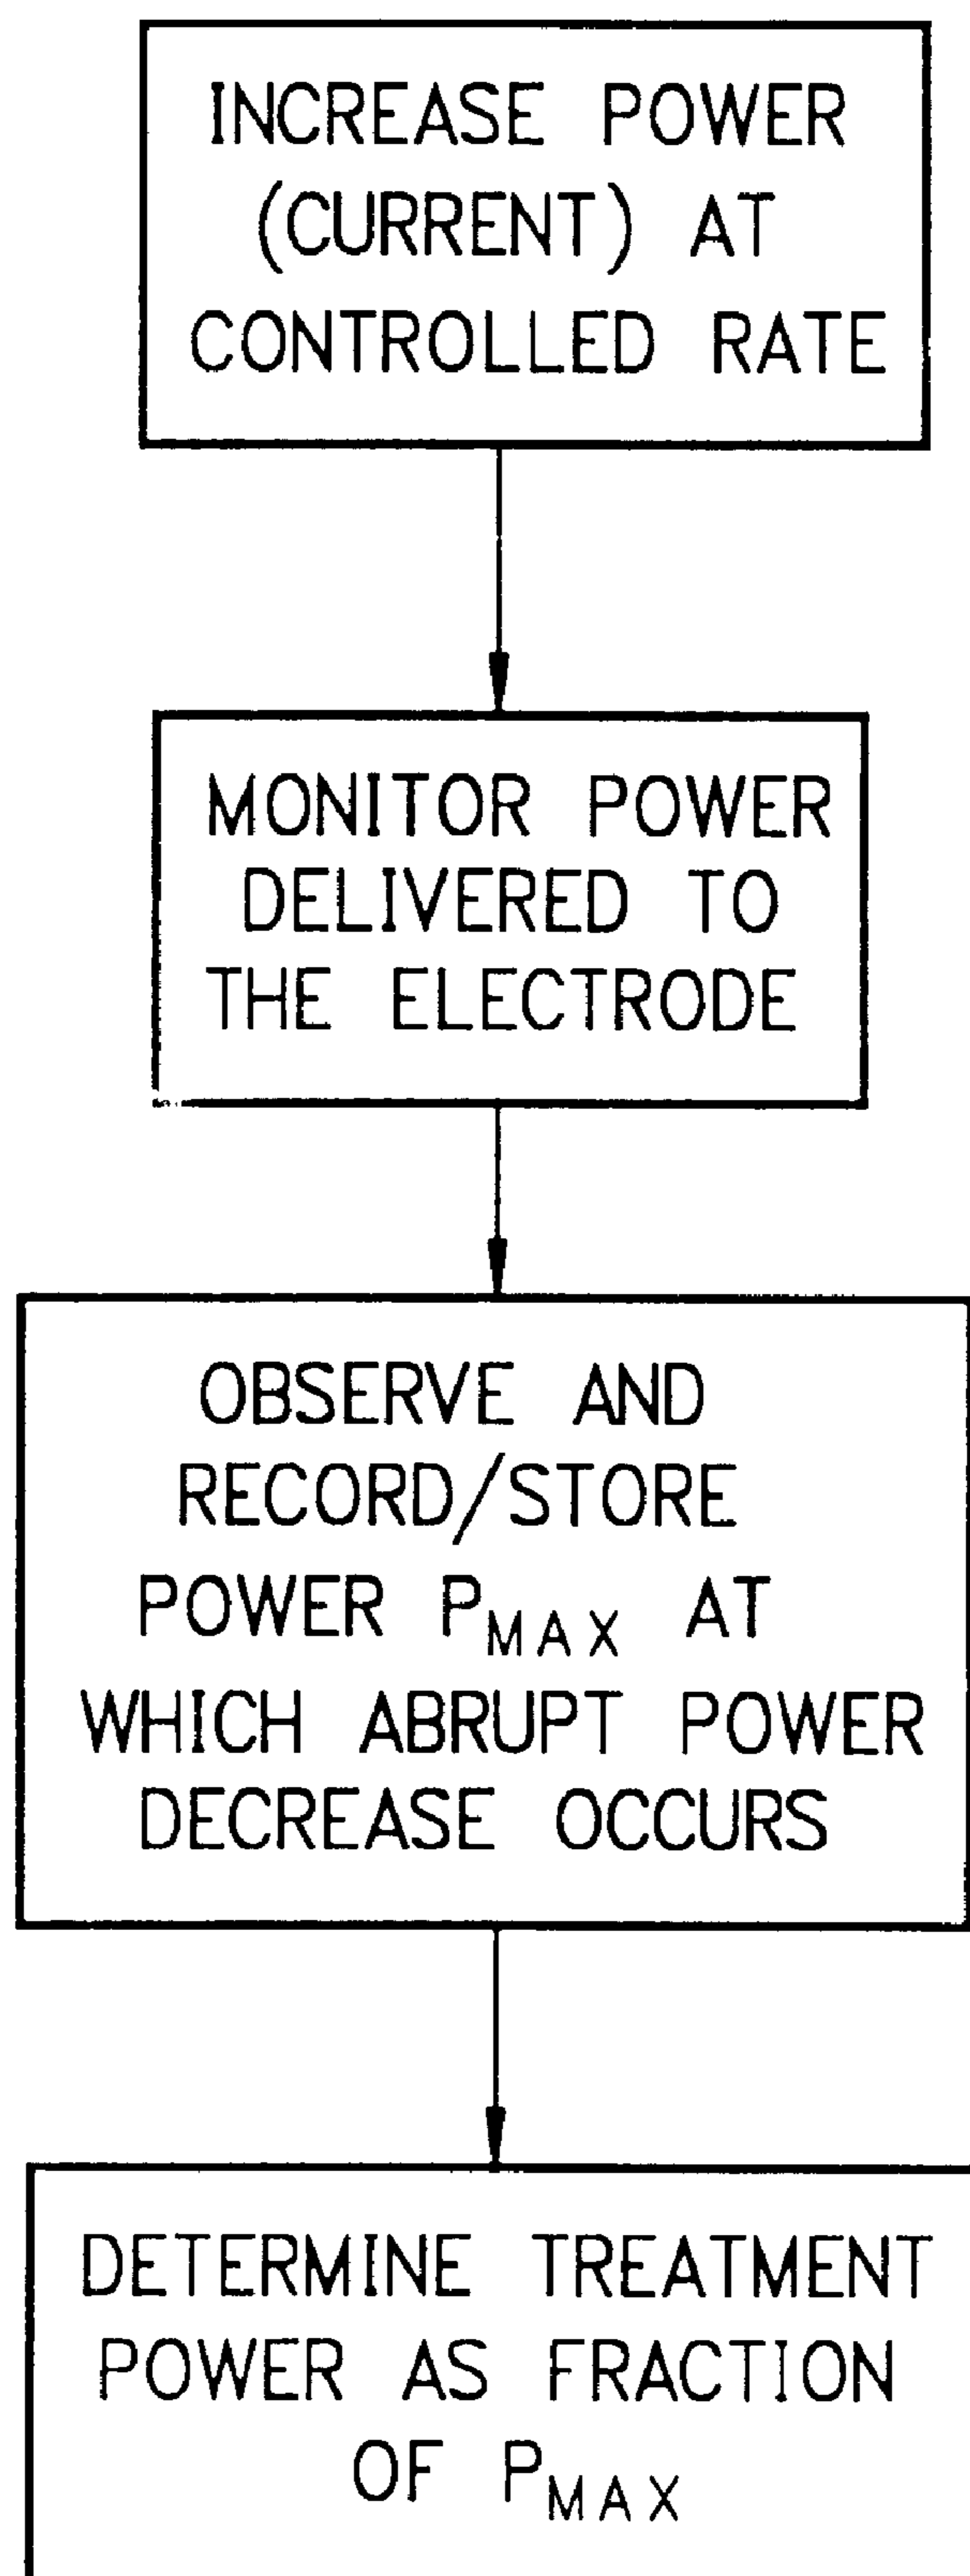 INCREASE POWER
(CURRENT) AT
CONTROLLED RATE
MONITOR POWER
DELIVERED TO
THE ELECTRODE
OBSERVE AND
RECORD/STORE
POWER PMAX AT
WHICH ABRUPT POWER
DECREASE OCCURS
DETERMINE TREATMENT
POWER AS FRACTION
OF PMAX